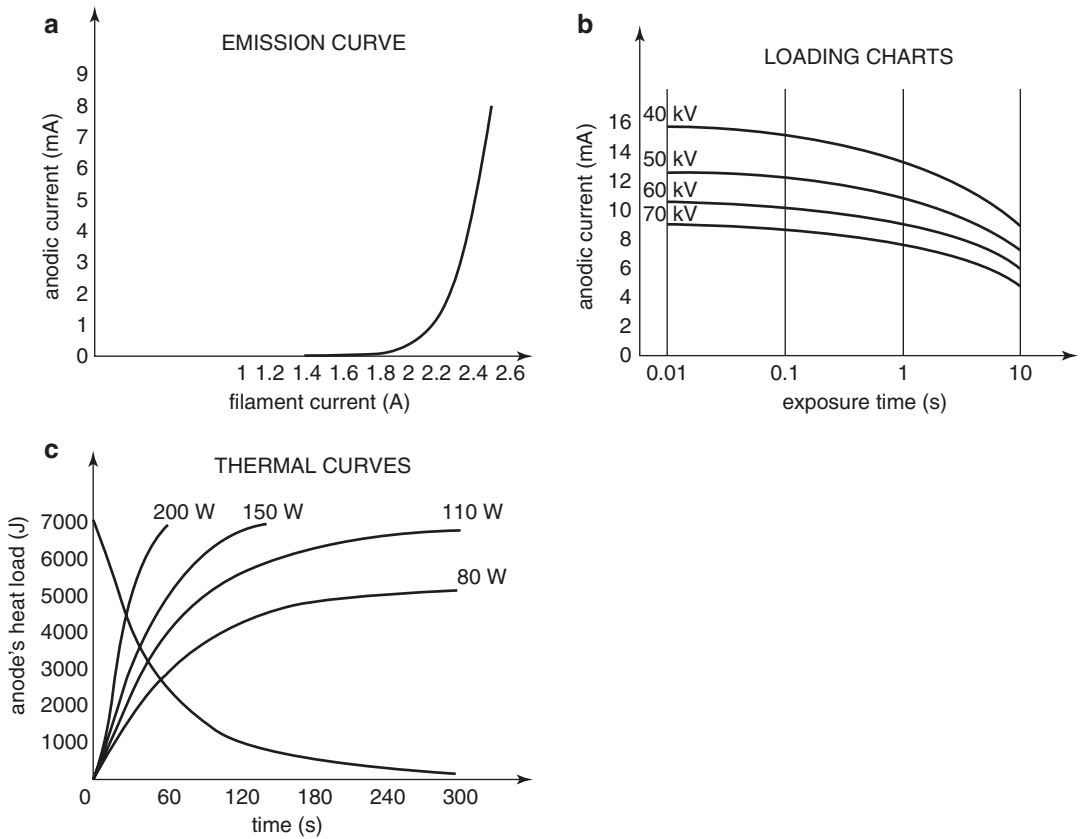 a
EMISSION CURVE
anodic current (mA)
9
8
7
6
5
4
3
2
1
0
1 1.2 1.4 1.6 1.8 2 2.2 2.4 2.6
filament current (A)
b
LOADING CHARTS
anodic current (mA)
16
14
12
10
8
6
4
2
0
40 kV
50 kV
60 kV
70 kV
0.01 0.1 1 10
exposure time (s)
c
THERMAL CURVES
anode's heat load (J)
7000
6000
5000
4000
3000
2000
1000
200 W 150 W 110 W
80 W
0 60 120 180 240 300
time (s)